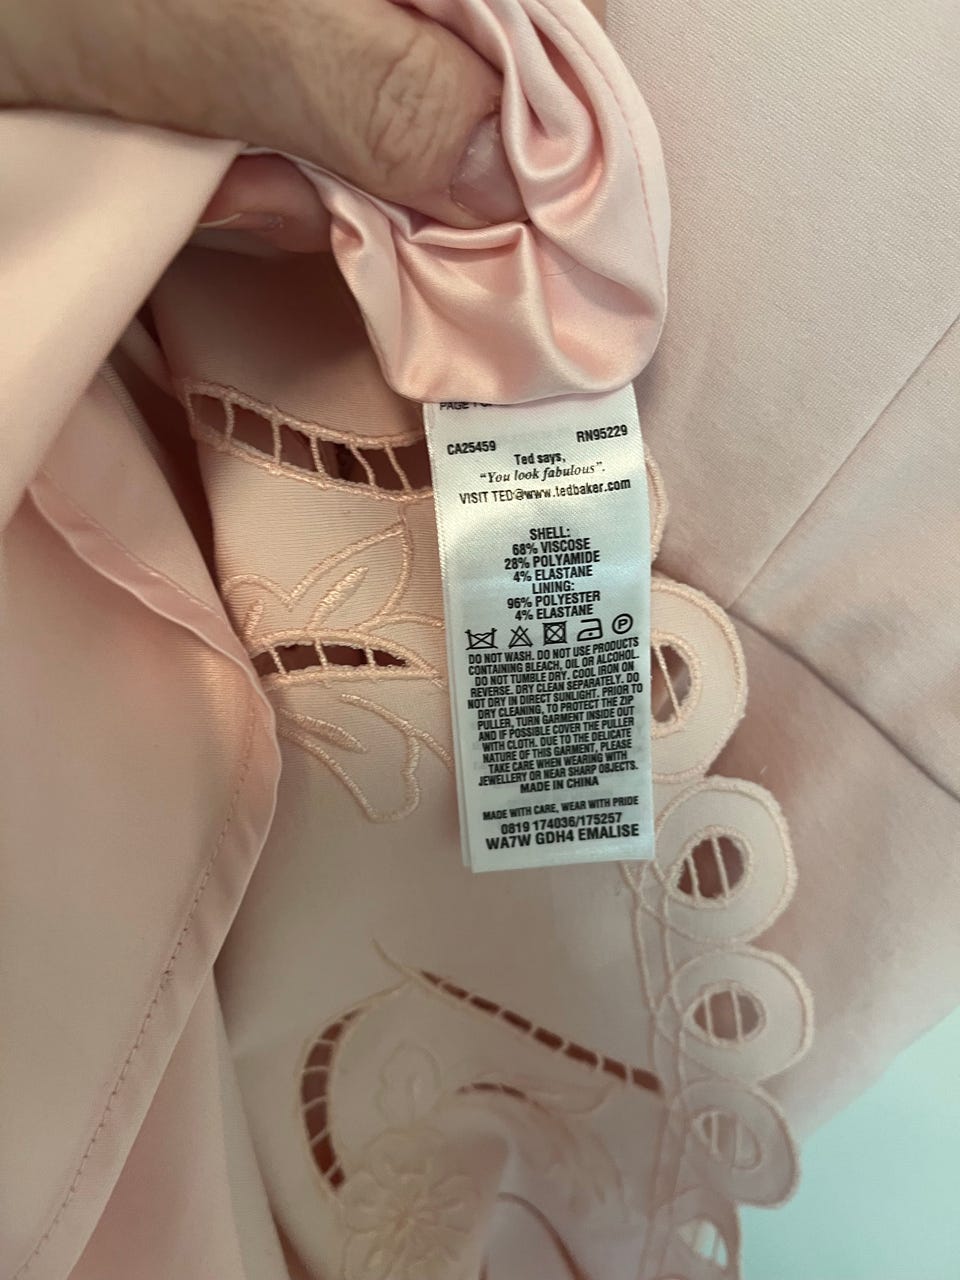 PAGE 1 OF
CA25459 RN95229
Ted says,
"You look fabulous".
VISIT TED@www.tedbaker.com
SHELL:
68% VISCOSE
28% POLYAMIDE
4% ELASTANE
LINING:
96% POLYESTER
4% ELASTANE
P
DO NOT WASH. DO NOT USE PRODUCTS
CONTAINING BLEACH, OIL OR ALCOHOL.
DO NOT TUMBLE DRY. COOL IRON ON
REVERSE. DRY CLEAN SEPARATELY. DO
NOT DRY IN DIRECT SUNLIGHT. PRIOR TO
DRY CLEANING, TO PROTECT THE ZIP
PULLER, TURN GARMENT INSIDE OUT
AND IF POSSIBLE COVER THE PULLER
WITH CLOTH. DUE TO THE DELICATE
NATURE OF THIS GARMENT, PLEASE
TAKE CARE WHEN WEARING WITH
JEWELLERY OR NEAR SHARP OBJECTS.
MADE IN CHINA
MADE WITH CARE, WEAR WITH PRIDE
0819 174036/175257
WA7W GDH4 EMALISE